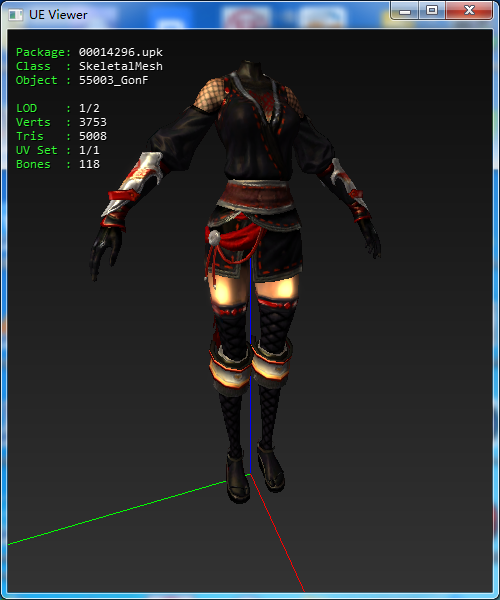 UE Viewer
Package: 00014296.upk
Class : SkeletalMesh
Object : 55003_GonF
LOD : 1/2
Verts : 3753
Tris : 5008
UV Set : 1/1
Bones : 118